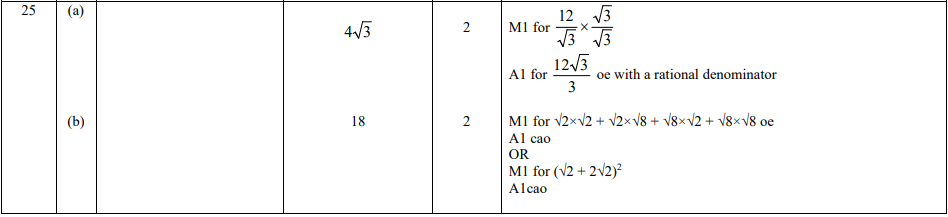 25 (a) 4√3 2 M1 for 12/√3 × √3/√3
A1 for 12√3/3 oe with a rational denominator
(b) 18 2 M1 for √2×√2 + √2×√8 + √8×√2 + √8×√8 oe
A1 cao
OR
M1 for (√2 + 2√2)²
A1cao